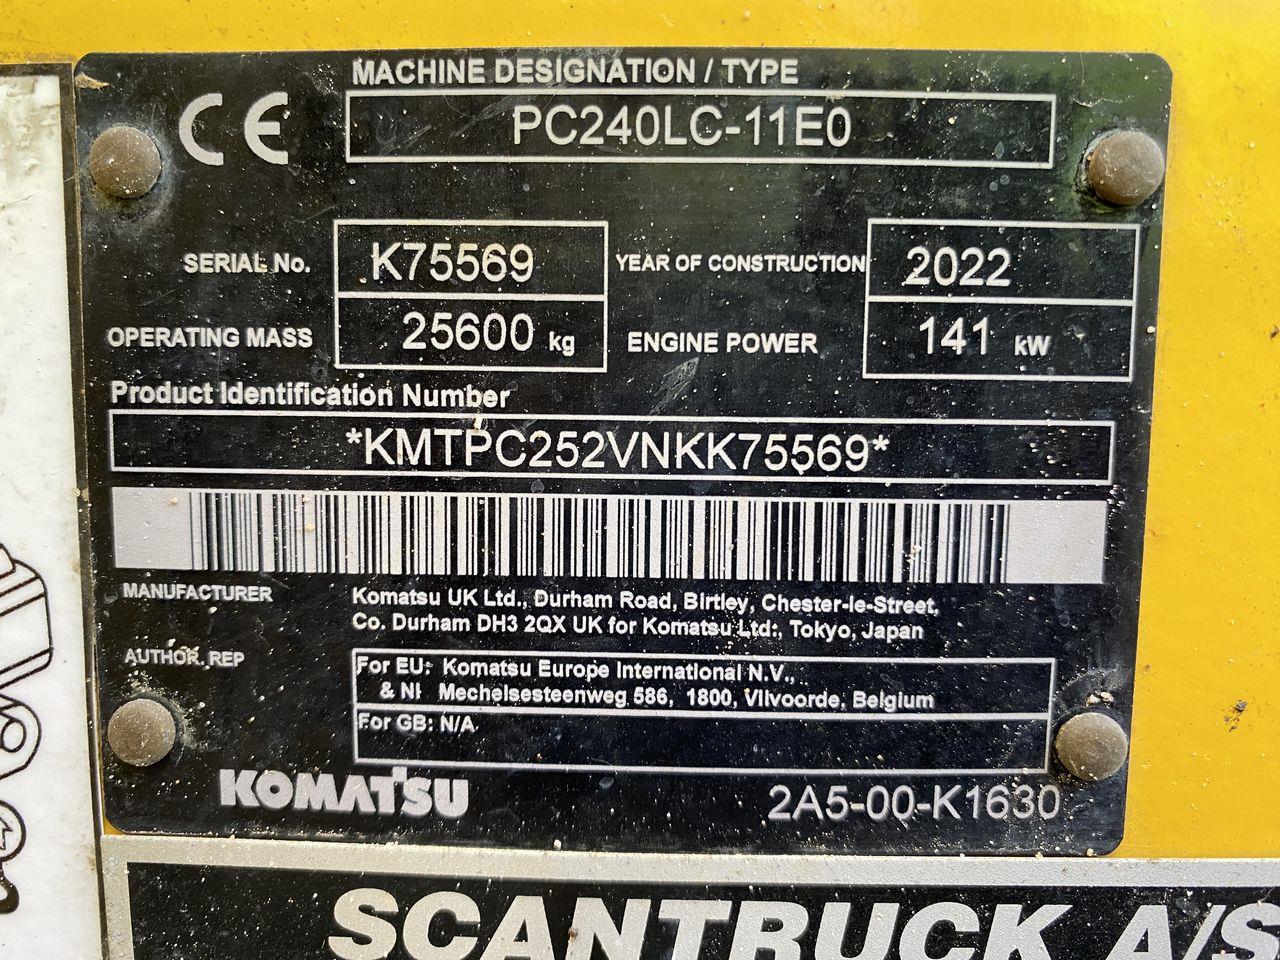 MACHINE DESIGNATION / TYPE
CE
PC240LC-11E0
SERIAL No. K75569 YEAR OF CONSTRUCTION 2022
OPERATING MASS 25600 kg ENGINE POWER 141 kW
Product Identification Number
*KMTPC252VNKK75569*
MANUFACTURER Komatsu UK Ltd., Durham Road, Birtley, Chester-le-Street,
Co. Durham DH3 2QX UK for Komatsu Ltd., Tokyo, Japan
AUTHOR. REP For EU: Komatsu Europe International N.V.,
& NI Mechelsesteenweg 586, 1800, Vilvoorde, Belgium
For GB: N/A
KOMATSU 2A5-00-K1630
SCANTRUCK A/S